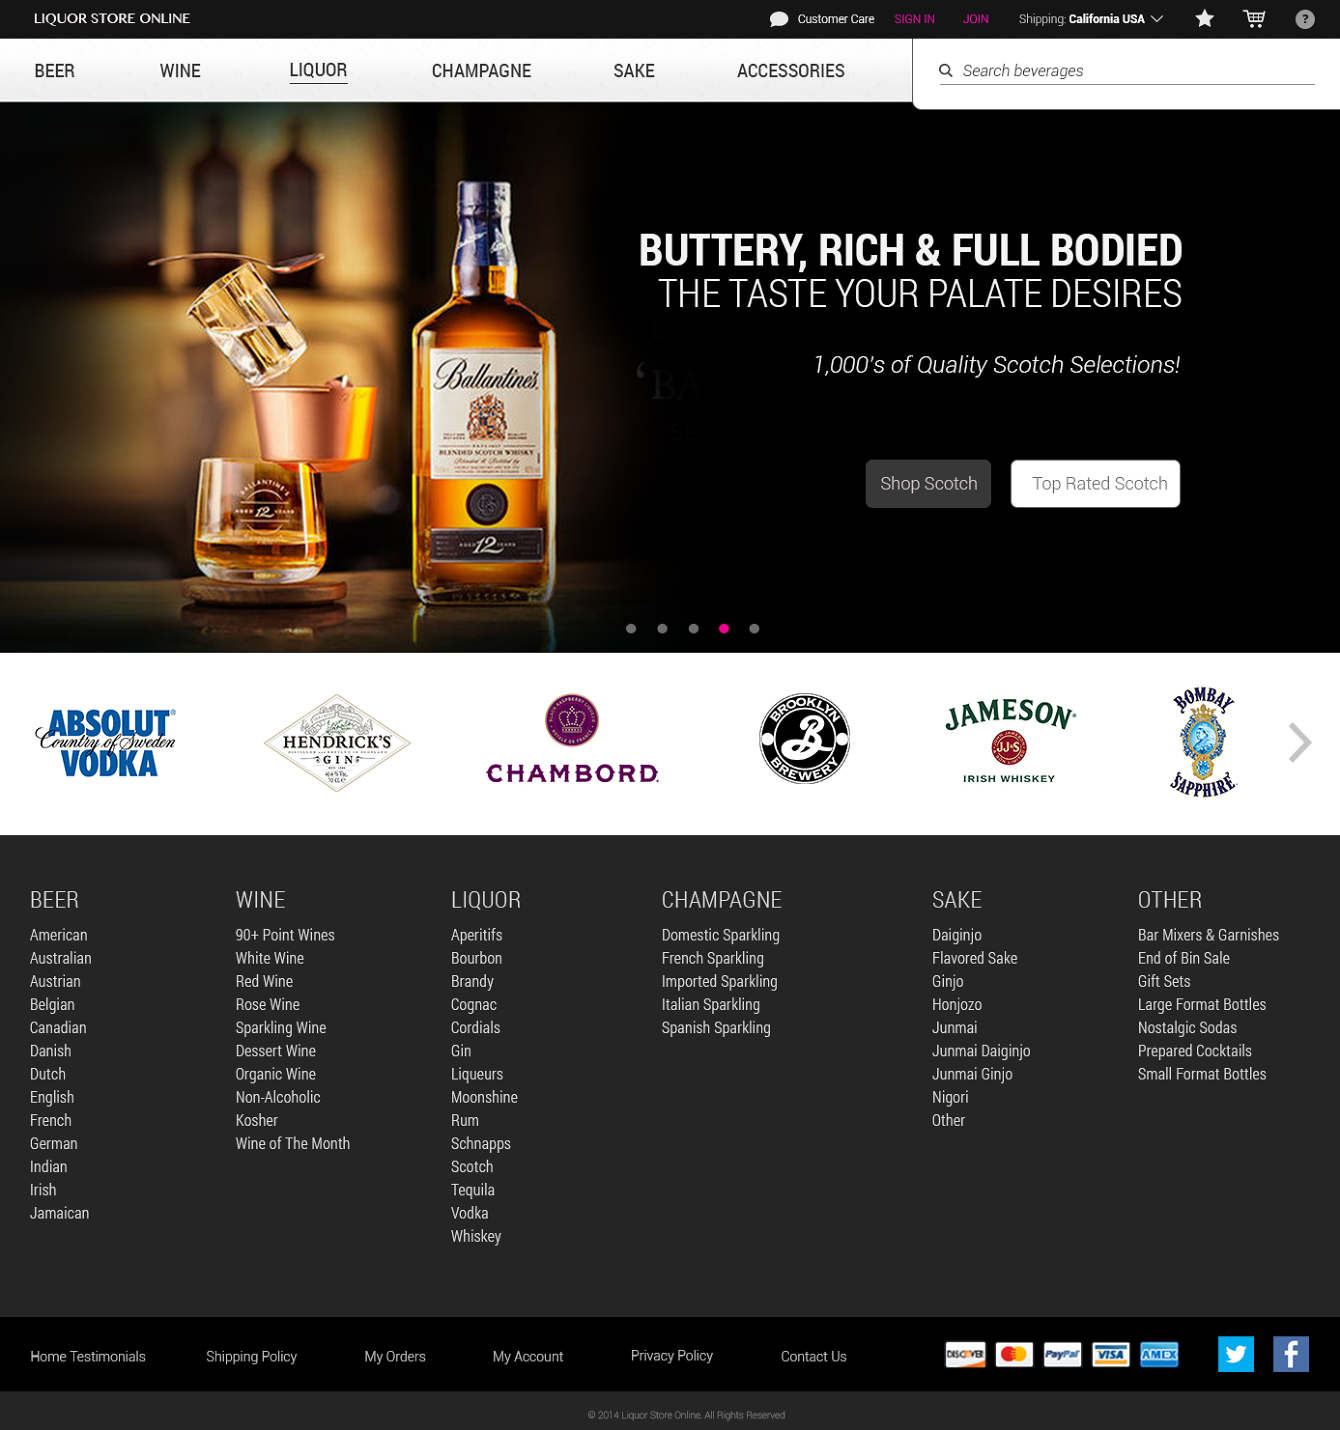 LIQUOR STORE ONLINE
Customer Care
SIGN IN
JOIN
Shipping: California USA
?
BEER
WINE
LIQUOR
CHAMPAGNE
SAKE
ACCESSORIES
Search beverages
BUTTERY, RICH & FULL BODIED
THE TASTE YOUR PALATE DESIRES
1,000's of Quality Scotch Selections!
Shop Scotch
Top Rated Scotch
Ballantine's
BLENDED SCOTCH WHISKY
AGED 12 YEARS
BALLANTINE'S
AGED 12 YEARS
ABSOLUT
Country of Sweden
VODKA
HENDRICK'S
GIN
CHAMBORD
BROOKLYN
B
BREWERY
JAMESON
JJ&S
IRISH WHISKEY
BOMBAY
SAPPHIRE
BEER
American
Australian
Austrian
Belgian
Canadian
Danish
Dutch
English
French
German
Indian
Irish
Jamaican
WINE
90+ Point Wines
White Wine
Red Wine
Rose Wine
Sparkling Wine
Dessert Wine
Organic Wine
Non-Alcoholic
Kosher
Wine of The Month
LIQUOR
Aperitifs
Bourbon
Brandy
Cognac
Cordials
Gin
Liqueurs
Moonshine
Rum
Schnapps
Scotch
Tequila
Vodka
Whiskey
CHAMPAGNE
Domestic Sparkling
French Sparkling
Imported Sparkling
Italian Sparkling
Spanish Sparkling
SAKE
Daiginjo
Flavored Sake
Ginjo
Honjozo
Junmai
Junmai Daiginjo
Junmai Ginjo
Nigori
Other
OTHER
Bar Mixers & Garnishes
End of Bin Sale
Gift Sets
Large Format Bottles
Nostalgic Sodas
Prepared Cocktails
Small Format Bottles
Home Testimonials
Shipping Policy
My Orders
My Account
Privacy Policy
Contact Us
DISCOVER
MasterCard
PayPal
VISA
AMEX
© 2014 Liquor Store Online. All Rights Reserved